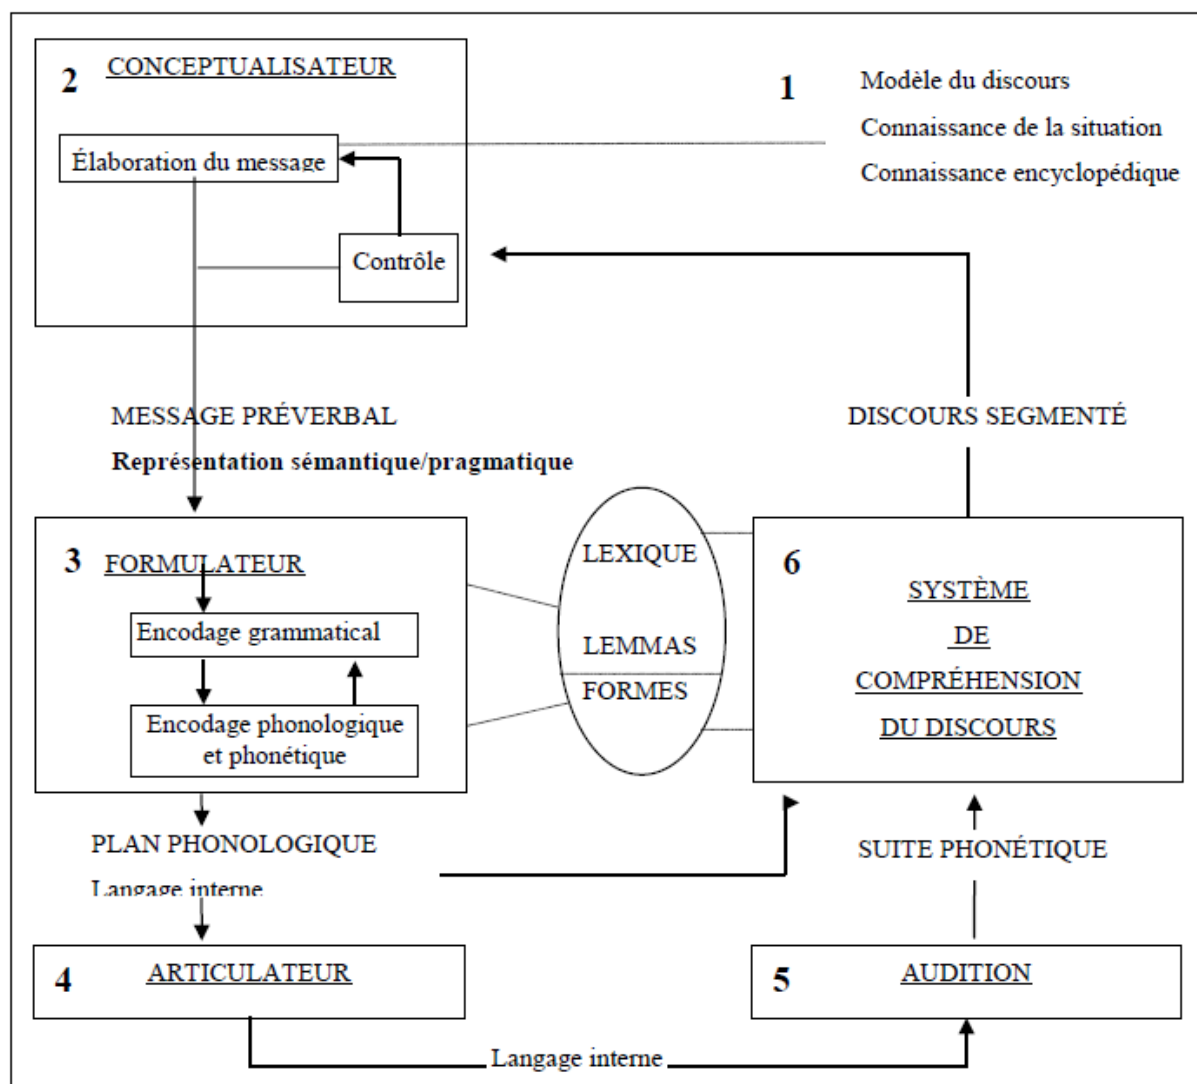 2 CONCEPTUALISATEUR
Élaboration du message
Contrôle
1 Modèle du discours
Connaissance de la situation
Connaissance encyclopédique
MESSAGE PRÉVERBAL
Représentation sémantique/pragmatique
DISCOURS SEGMENTÉ
3 FORMULATEUR
Encodage grammatical
Encodage phonologique
et phonétique
LEXIQUE
LEMMAS
FORMES
6
SYSTÈME
DE
COMPRÉHENSION
DU DISCOURS
PLAN PHONOLOGIQUE
Langage interne
SUITE PHONÉTIQUE
4 ARTICULATEUR
5 AUDITION
Langage interne